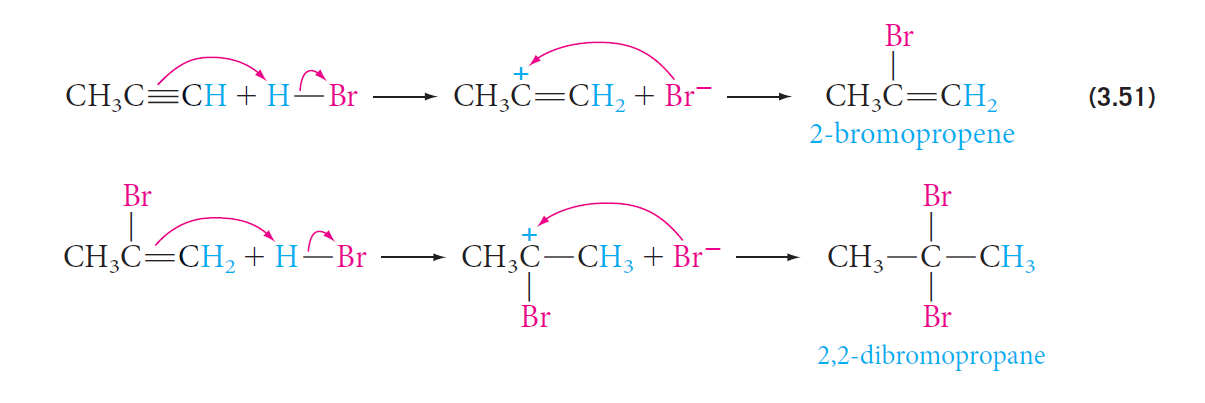 Br
+
CH₃C≡CH + H—Br ⟶ CH₃C=CH₂ + Br⁻ ⟶ CH₃C=CH₂ (3.51)
2-bromopropene
Br Br
+
CH₃C=CH₂ + H—Br ⟶ CH₃C—CH₃ + Br⁻ ⟶ CH₃—C—CH₃
Br Br
2,2-dibromopropane